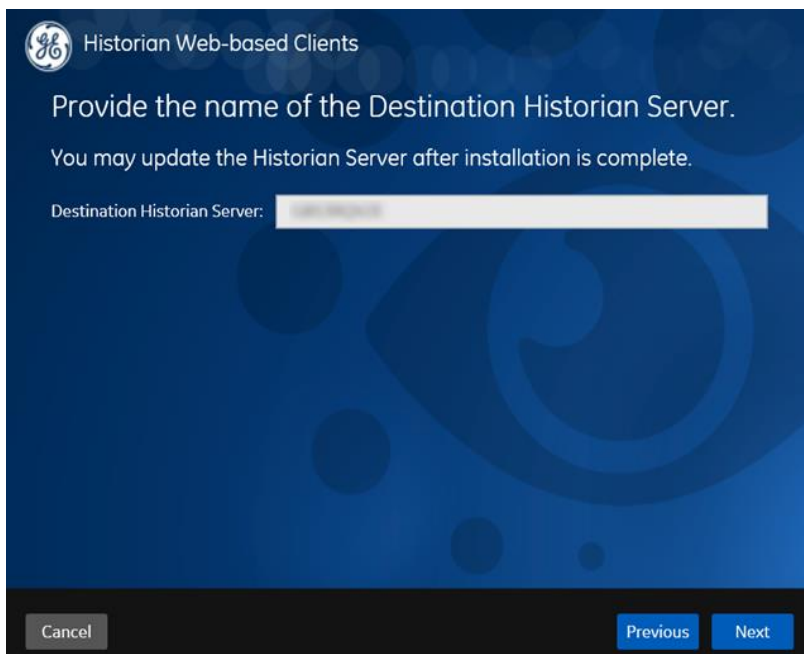 Historian Web-based Clients
Provide the name of the Destination Historian Server.
You may update the Historian Server after installation is complete.
Destination Historian Server:
Cancel
Previous
Next